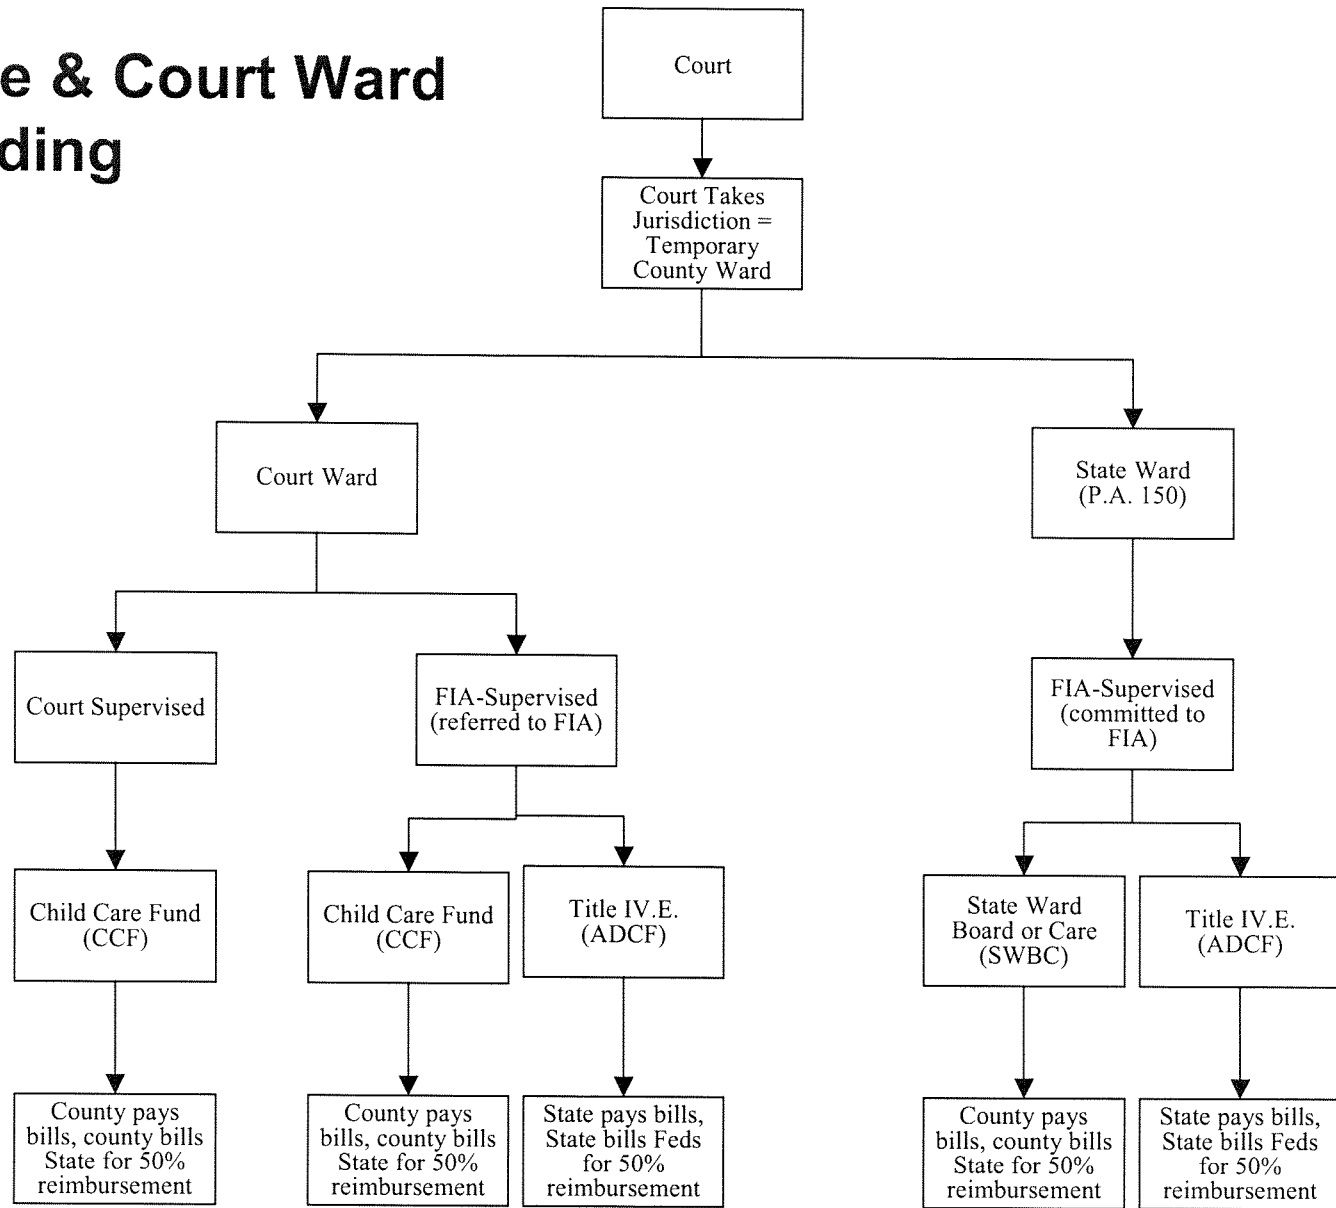 e & Court Ward
ding
Court
Court Takes
Jurisdiction =
Temporary
County Ward
Court Ward
State Ward
(P.A. 150)
Court Supervised
FIA-Supervised
(referred to FIA)
FIA-Supervised
(committed to
FIA)
Child Care Fund
(CCF)
Child Care Fund
(CCF)
Title IV.E.
(ADCF)
State Ward
Board or Care
(SWBC)
Title IV.E.
(ADCF)
County pays
bills, county bills
State for 50%
reimbursement
County pays
bills, county bills
State for 50%
reimbursement
State pays bills,
State bills Feds
for 50%
reimbursement
County pays
bills, county bills
State for 50%
reimbursement
State pays bills,
State bills Feds
for 50%
reimbursement